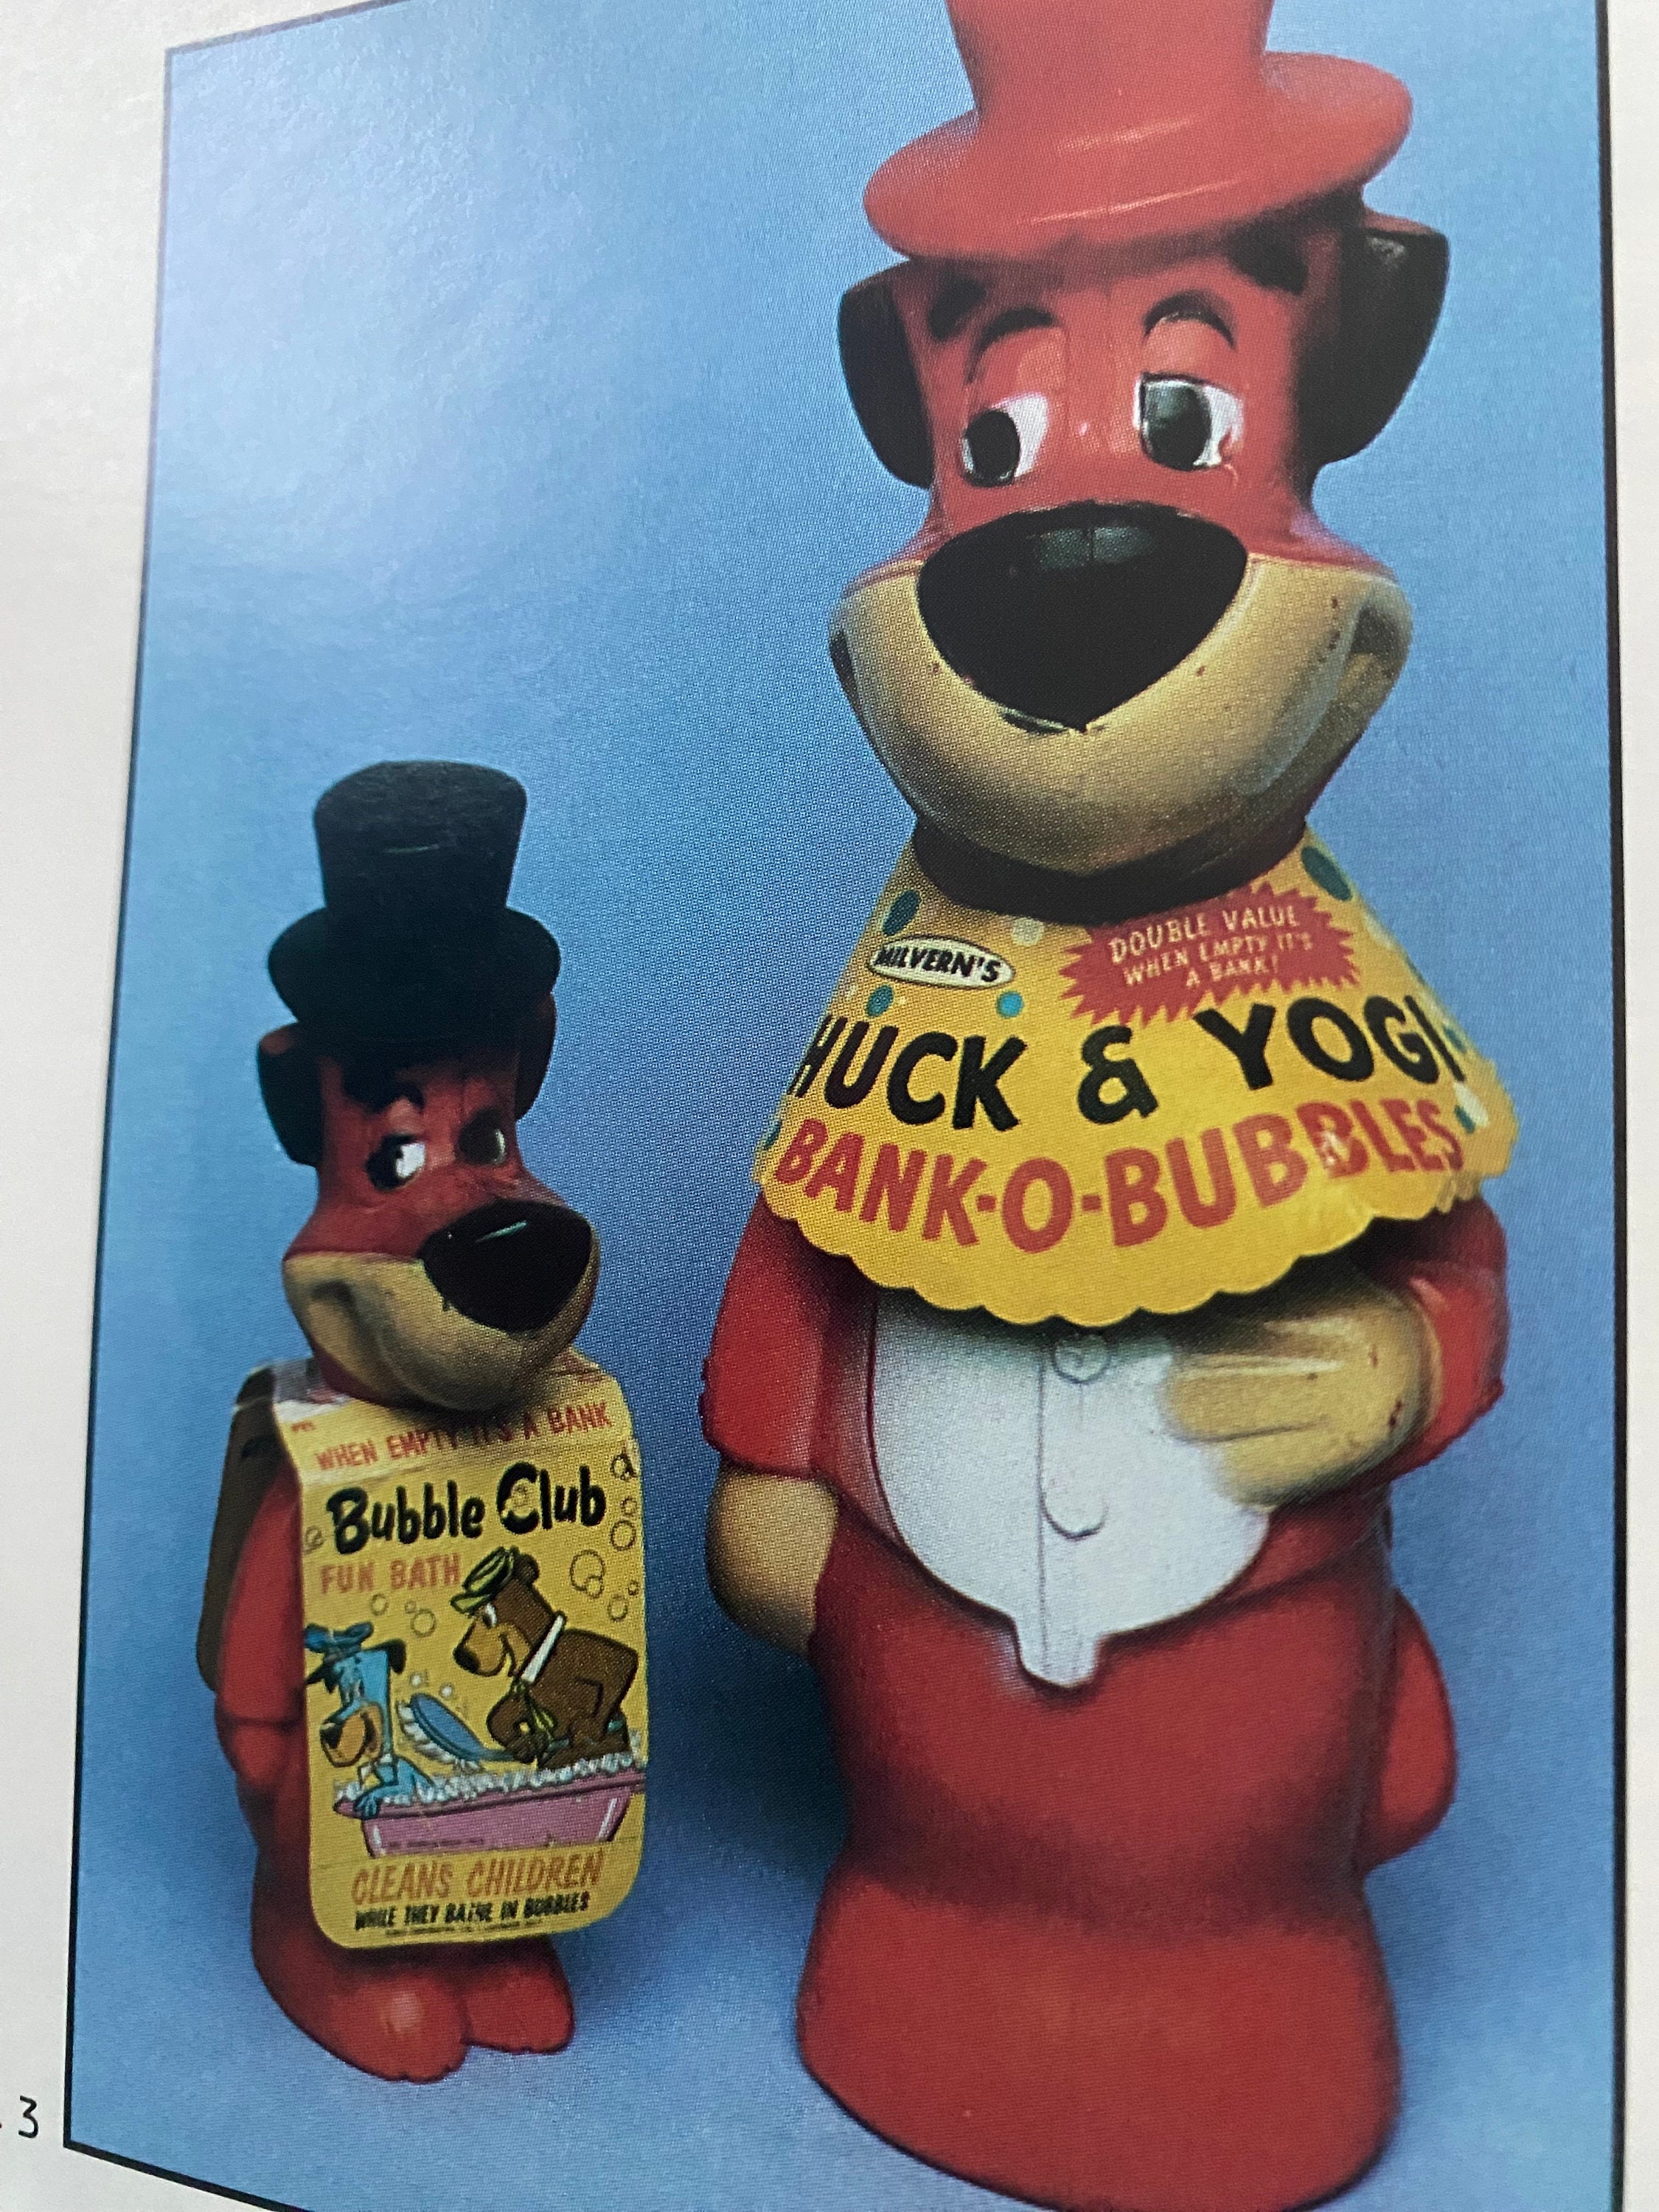 MILVERN'S
DOUBLE VALUE
WHEN EMPTY IT'S
A BANK!
HUCK & YOGI
BANK-O-BUBBLES
WHEN EMPTY IT'S A BANK
Bubble Club
FUN BATH
CLEANS CHILDREN
WHILE THEY BATHE IN BUBBLES
3